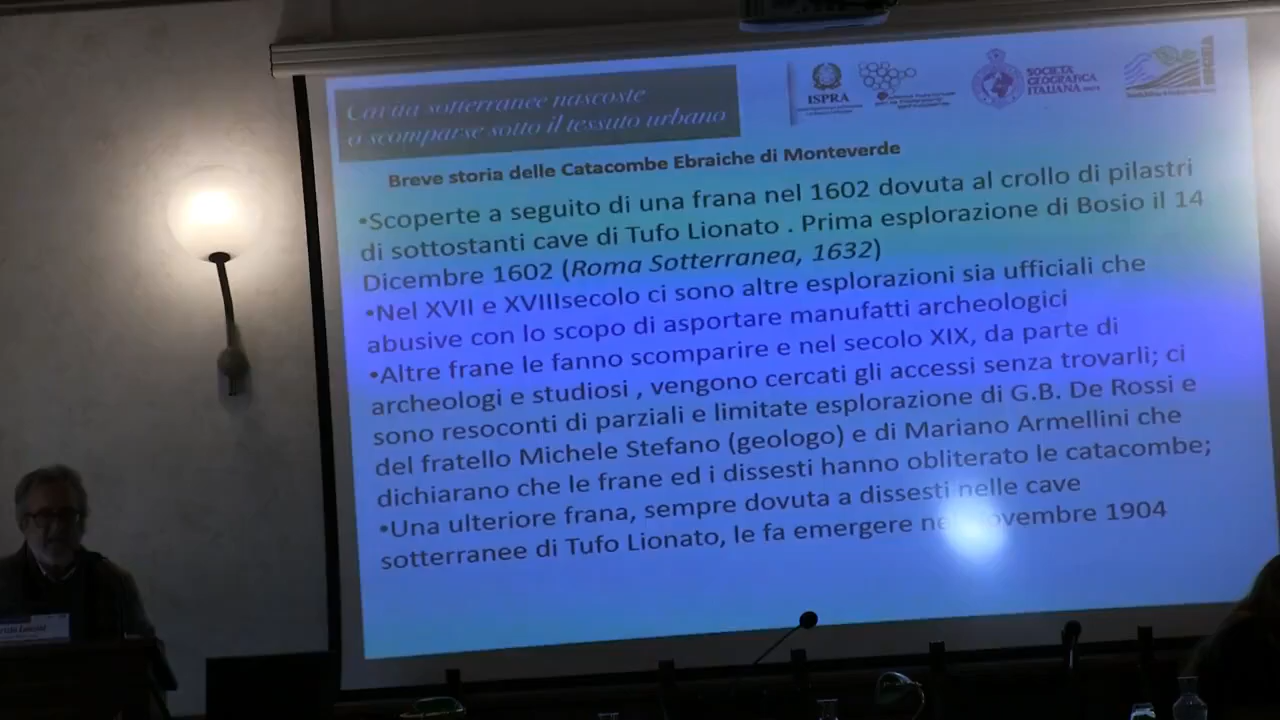 Cavità sotterranee nascoste
o scomparse sotto il tessuto urbano
ISPRA
SOCIETÀ
GEOGRAFICA
ITALIANA
Breve storia delle Catacombe Ebraiche di Monteverde
•Scoperte a seguito di una frana nel 1602 dovuta al crollo di pilastri
di sottostanti cave di Tufo Lionato . Prima esplorazione di Bosio il 14
Dicembre 1602 (Roma Sotterranea, 1632)
•Nel XVII e XVIIIsecolo ci sono altre esplorazioni sia ufficiali che
abusive con lo scopo di asportare manufatti archeologici
•Altre frane le fanno scomparire e nel secolo XIX, da parte di
archeologi e studiosi , vengono cercati gli accessi senza trovarli; ci
sono resoconti di parziali e limitate esplorazione di G.B. De Rossi e
del fratello Michele Stefano (geologo) e di Mariano Armellini che
dichiarano che le frane ed i dissesti hanno obliterato le catacombe;
•Una ulteriore frana, sempre dovuta a dissesti nelle cave
sotterranee di Tufo Lionato, le fa emergere nel novembre 1904